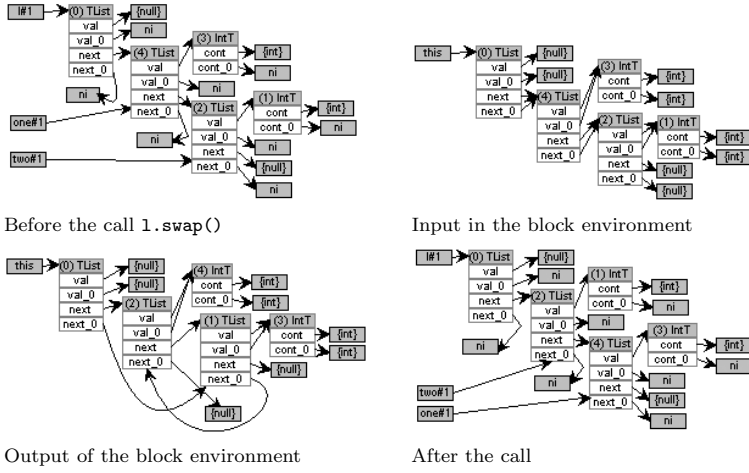 l#1
(0) TList
val
val_0
next
next_0
{null}
ni
(4) TList
val
val_0
next
next_0
(3) IntT
cont
cont_0
{int}
ni
ni
ni
(2) TList
val
val_0
next
next_0
(1) IntT
cont
cont_0
{int}
ni
one#1
two#1
ni
ni
{null}
ni
Before the call l.swap()
this
(0) TList
val
val_0
next
next_0
{null}
{null}
(4) TList
val
val_0
next
next_0
(3) IntT
cont
cont_0
{int}
{int}
(2) TList
val
val_0
next
next_0
(1) IntT
cont
cont_0
{int}
{int}
{null}
{null}
Input in the block environment
this
(0) TList
val
val_0
next
next_0
{null}
{null}
(2) TList
val
val_0
next
next_0
(4) IntT
cont
cont_0
{int}
{int}
(1) TList
val
val_0
next
next_0
(3) IntT
cont
cont_0
{int}
{int}
{null}
{null}
Output of the block environment
l#1
(0) TList
val
val_0
next
next_0
{null}
ni
(2) TList
val
val_0
next
next_0
(1) IntT
cont
cont_0
{int}
ni
ni
ni
(4) TList
val
val_0
next
next_0
(3) IntT
cont
cont_0
{int}
ni
ni
two#1
one#1
ni
{null}
ni
After the call